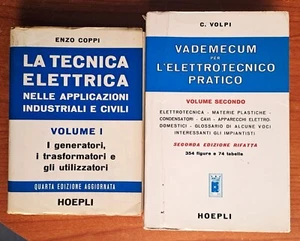 ENZO COPPI
LA TECNICA
ELETTRICA
NELLE APPLICAZIONI
INDUSTRIALI E CIVILI
VOLUME I
I generatori,
i trasformatori e
gli utilizzatori
QUARTA EDIZIONE AGGIORNATA
HOEPLI
C. VOLPI
VADEMECUM
PER
L'ELETTROTECNICO
PRATICO
VOLUME SECONDO
ELETTROTECNICA - MATERIE PLASTICHE -
CONDENSATORI - CAVI - APPARECCHI ELETTRO-
DOMESTICI - GLOSSARIO DI ALCUNE VOCI
INTERESSANTI GLI IMPIANTISTI
SECONDA EDIZIONE RIFATTA
354 figure e 74 tabelle
HOEPLI